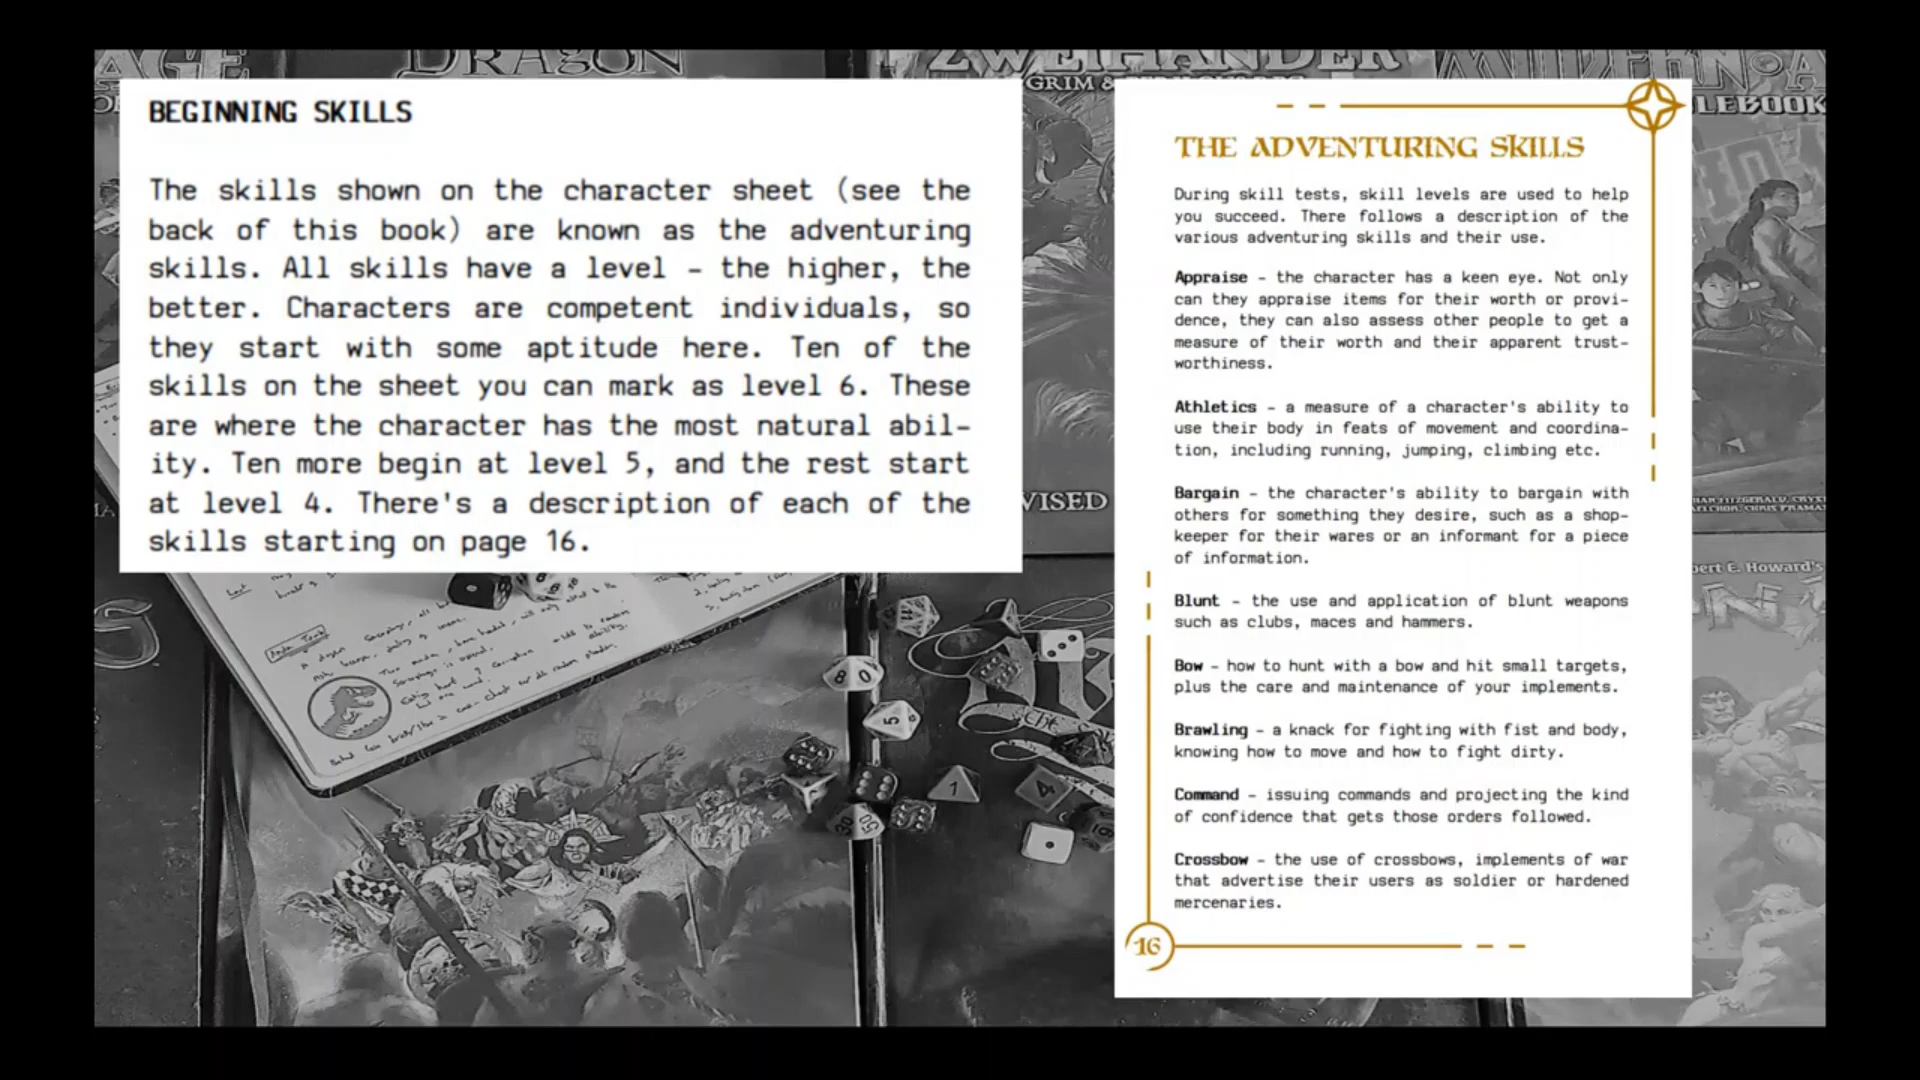 DRAGON
ZWEIHANDER
GRIM &
LEBOOK
BEGINNING SKILLS
The skills shown on the character sheet (see the
back of this book) are known as the adventuring
skills. All skills have a level – the higher, the
better. Characters are competent individuals, so
they start with some aptitude here. Ten of the
skills on the sheet you can mark as level 6. These
are where the character has the most natural abil-
ity. Ten more begin at level 5, and the rest start
at level 4. There's a description of each of the
skills starting on page 16.
VISED
THE ADVENTURING SKILLS
During skill tests, skill levels are used to help
you succeed. There follows a description of the
various adventuring skills and their use.
Appraise – the character has a keen eye. Not only
can they appraise items for their worth or provi-
dence, they can also assess other people to get a
measure of their worth and their apparent trust-
worthiness.
Athletics – a measure of a character's ability to
use their body in feats of movement and coordina-
tion, including running, jumping, climbing etc.
Bargain – the character's ability to bargain with
others for something they desire, such as a shop-
keeper for their wares or an informant for a piece
of information.
Blunt – the use and application of blunt weapons
such as clubs, maces and hammers.
Bow – how to hunt with a bow and hit small targets,
plus the care and maintenance of your implements.
Brawling – a knack for fighting with fist and body,
knowing how to move and how to fight dirty.
Command – issuing commands and projecting the kind
of confidence that gets those orders followed.
Crossbow – the use of crossbows, implements of war
that advertise their users as soldier or hardened
mercenaries.
16
bert E. Howard's
80
5
1
4
50